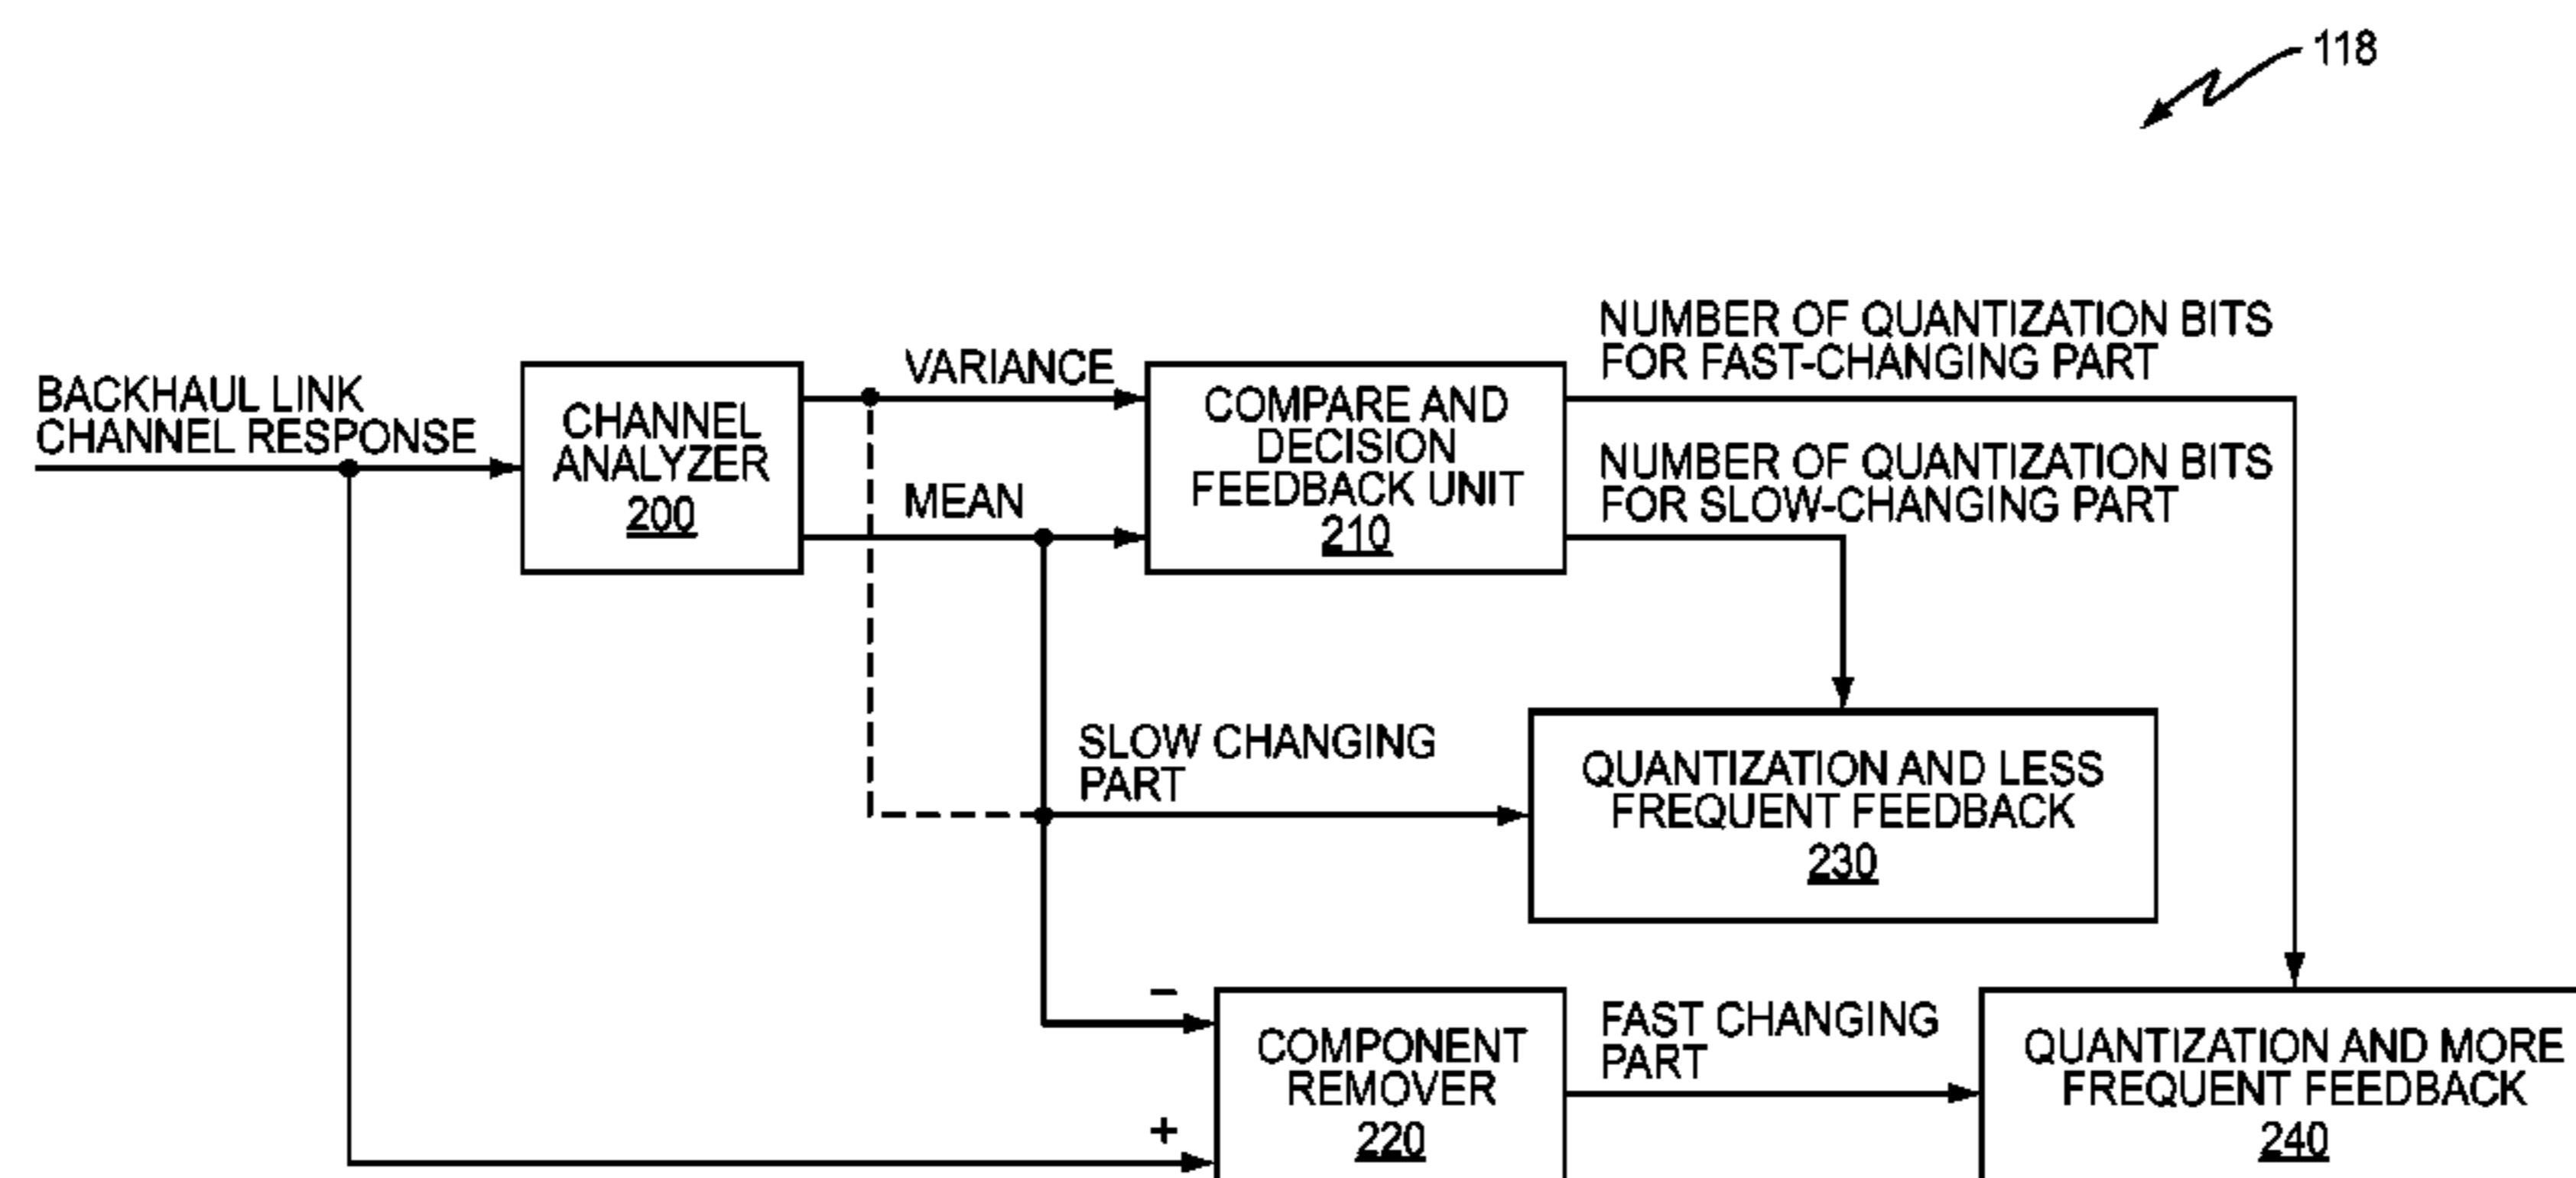 118
BACKHAUL LINK
CHANNEL RESPONSE
CHANNEL
ANALYZER
200
VARIANCE
MEAN
COMPARE AND
DECISION
FEEDBACK UNIT
210
NUMBER OF QUANTIZATION BITS
FOR FAST-CHANGING PART
NUMBER OF QUANTIZATION BITS
FOR SLOW-CHANGING PART
SLOW CHANGING
PART
QUANTIZATION AND LESS
FREQUENT FEEDBACK
230
−
+
COMPONENT
REMOVER
220
FAST CHANGING
PART
QUANTIZATION AND MORE
FREQUENT FEEDBACK
240